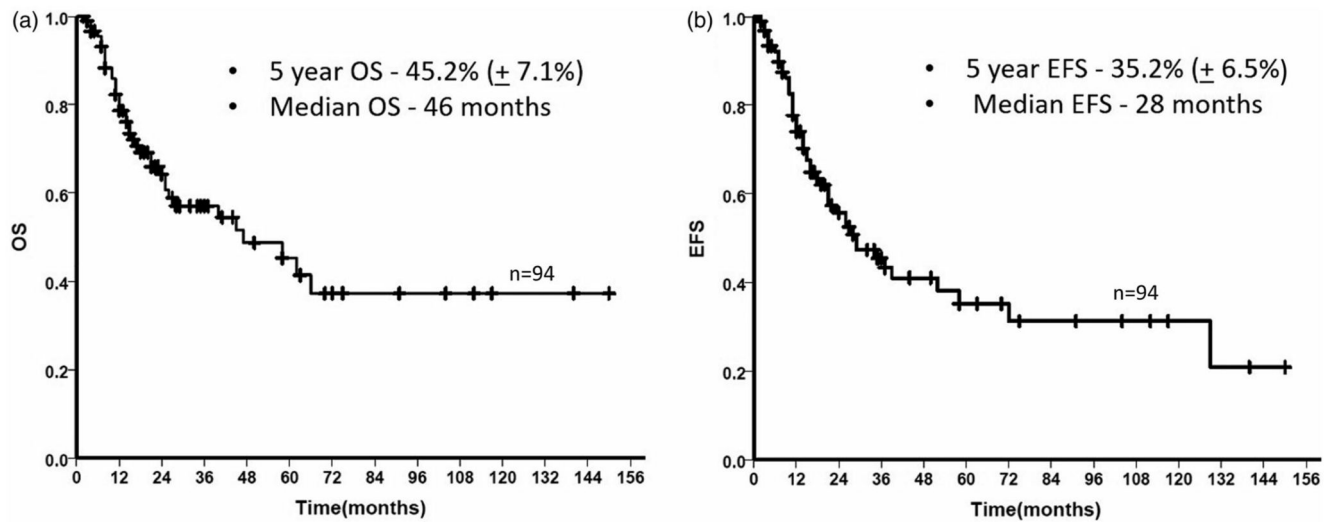 (a)
1.0
0.8
0.6
0.4
0.2
0.0
OS
• 5 year OS - 45.2% (± 7.1%)
• Median OS - 46 months
n=94
0 12 24 36 48 60 72 84 96 108 120 132 144 156
Time(months)
(b)
1.0
0.8
0.6
0.4
0.2
0.0
EFS
• 5 year EFS - 35.2% (± 6.5%)
• Median EFS - 28 months
n=94
0 12 24 36 48 60 72 84 96 108 120 132 144 156
Time(months)